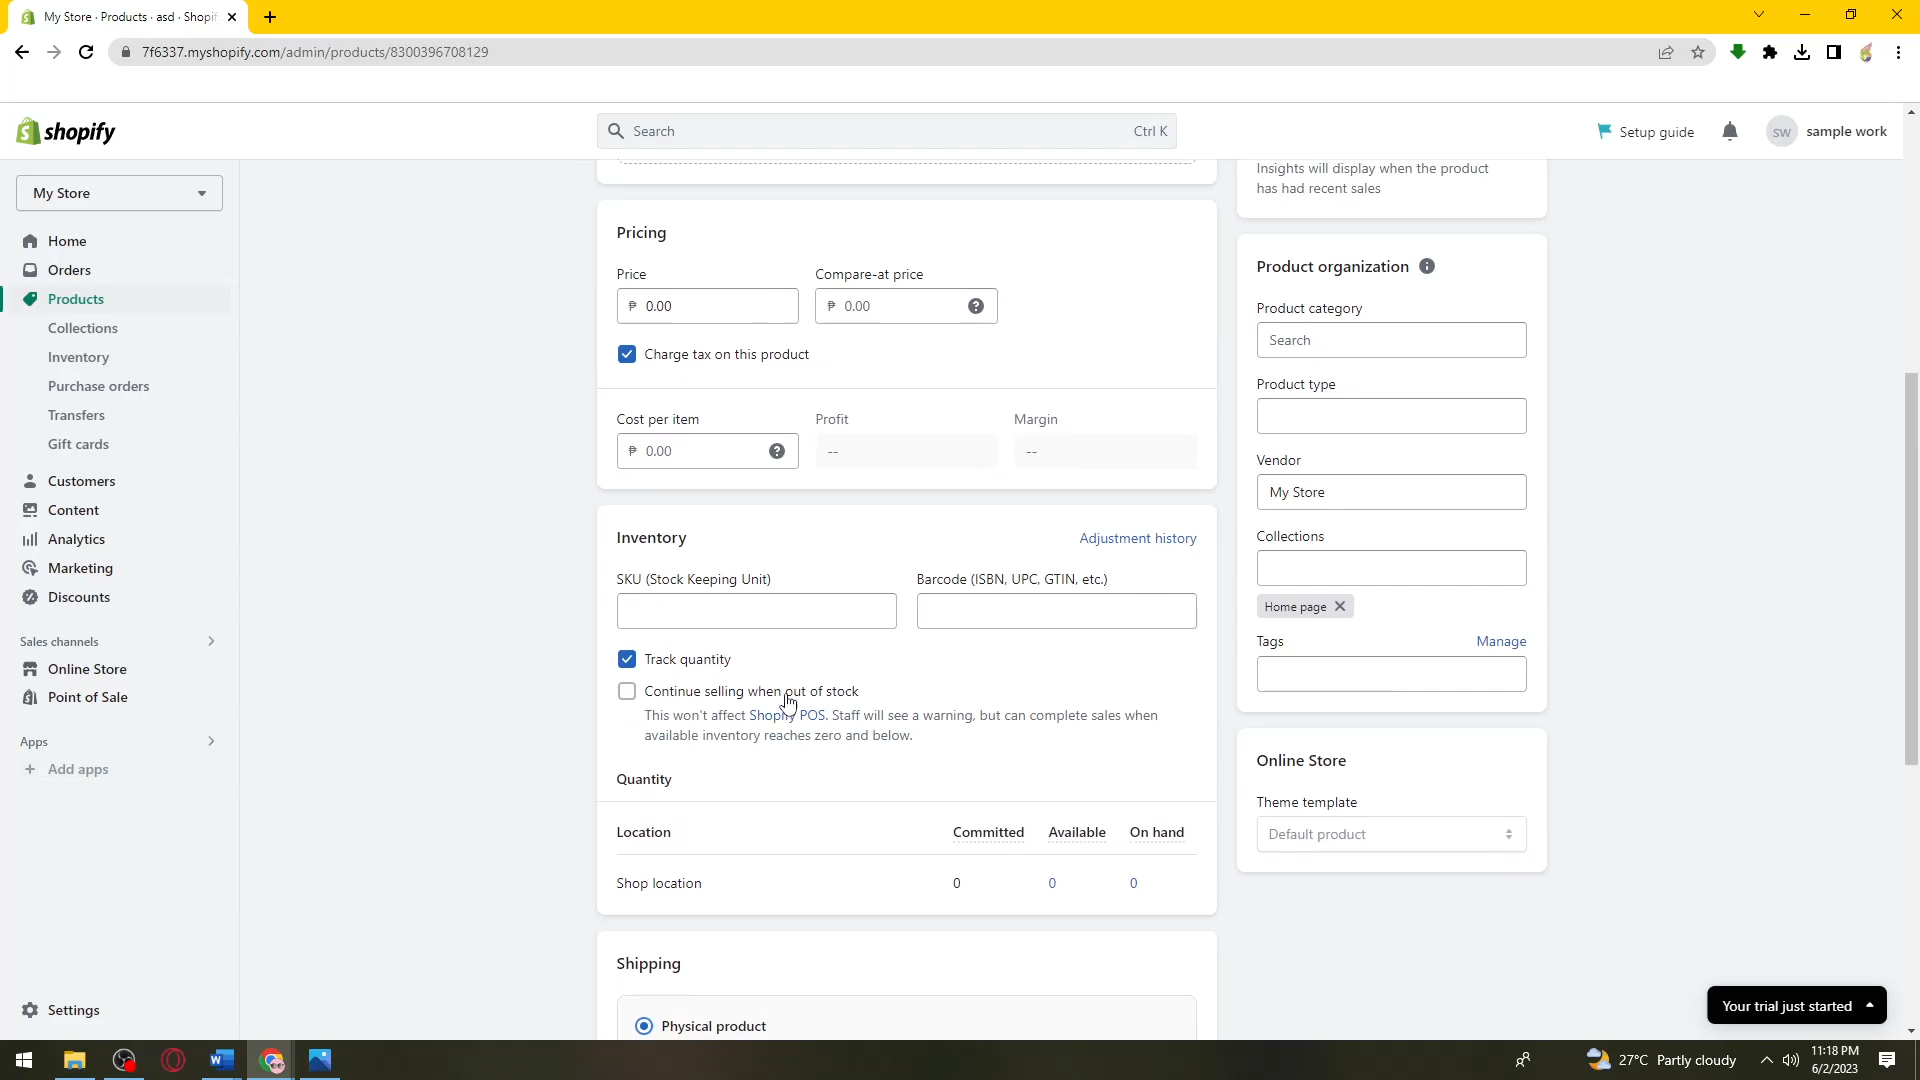 My Store · Products · asd · Shopif
7f6337.myshopify.com/admin/products/8300396708129
shopify
Search
Ctrl K
Setup guide
SW
sample work
My Store
Home
Orders
Products
Collections
Inventory
Purchase orders
Transfers
Gift cards
Customers
Content
Analytics
Marketing
Discounts
Sales channels
Online Store
Point of Sale
Apps
Add apps
Settings
Pricing
Price
Compare-at price
₱ 0.00
₱ 0.00
Charge tax on this product
Cost per item
Profit
Margin
₱ 0.00
--
--
Inventory
Adjustment history
SKU (Stock Keeping Unit)
Barcode (ISBN, UPC, GTIN, etc.)
Track quantity
Continue selling when out of stock
This won't affect Shopify POS. Staff will see a warning, but can complete sales when
available inventory reaches zero and below.
Quantity
Location
Committed
Available
On hand
Shop location
0
0
0
Shipping
Physical product
Insights will display when the product
has had recent sales
Product organization
Product category
Search
Product type
Vendor
My Store
Collections
Home page
Tags
Manage
Online Store
Theme template
Default product
Your trial just started
27°C Partly cloudy
11:18 PM
6/2/2023